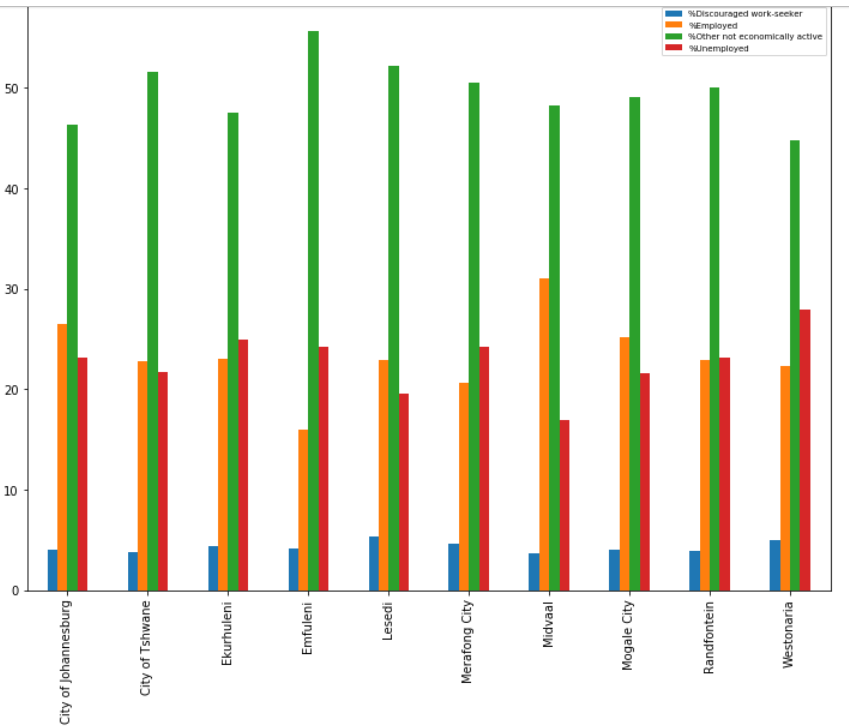 %Discouraged work-seeker
%Employed
%Other not economically active
%Unemployed
50
40
30
20
10
0
City of Johannesburg
City of Tshwane
Ekurhuleni
Emfuleni
Lesedi
Merafong City
Midvaal
Mogale City
Randfontein
Westonaria